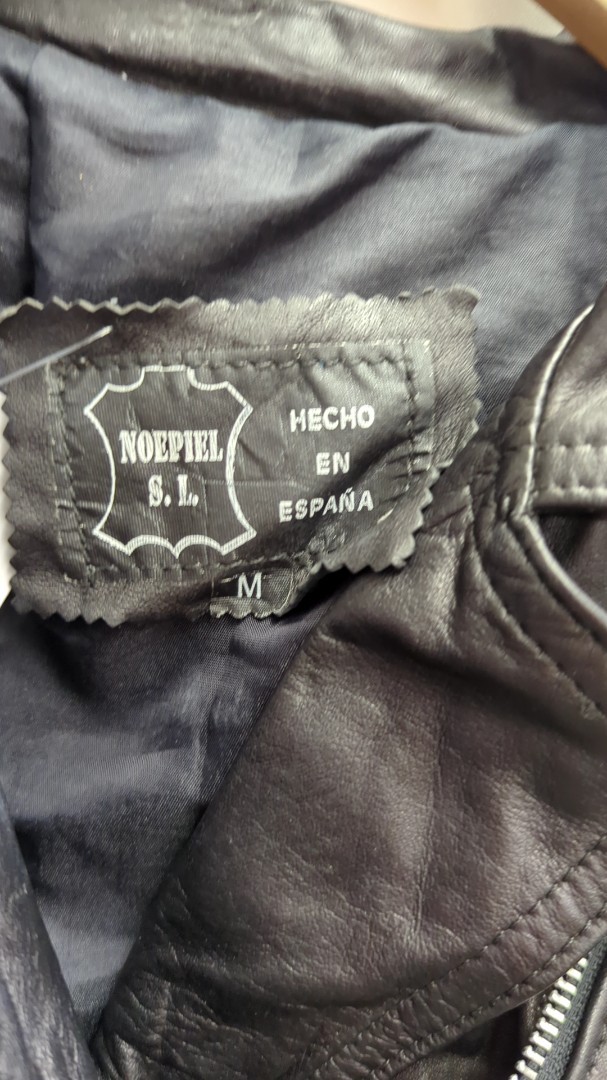 NOEPIEL
S. L.
HECHO
EN
ESPAÑA
M